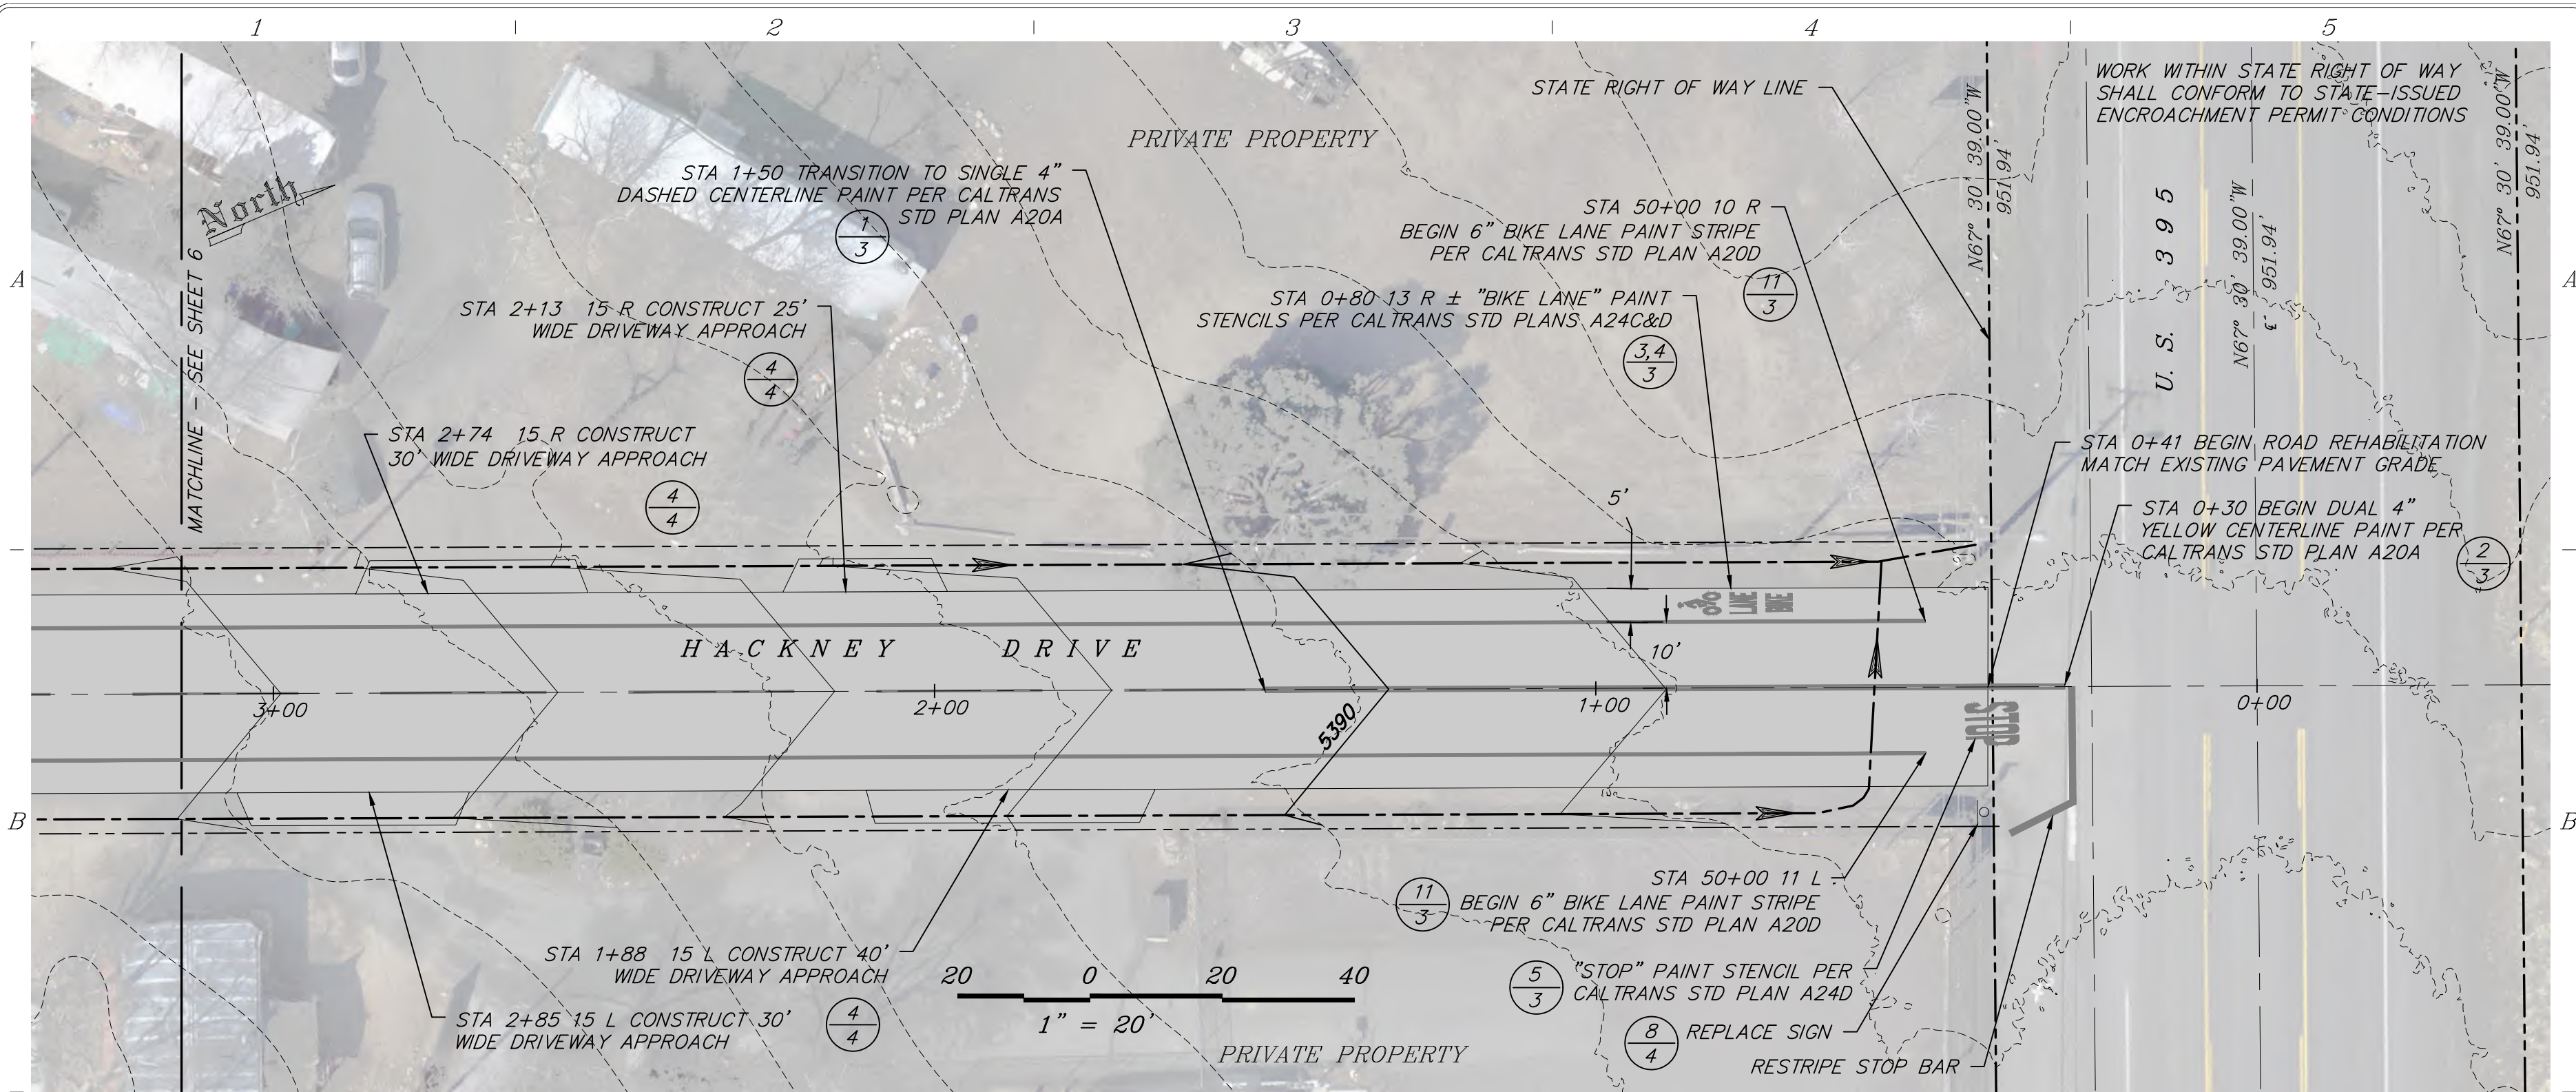 1
2
3
4
5
STATE RIGHT OF WAY LINE
WORK WITHIN STATE RIGHT OF WAY
SHALL CONFORM TO STATE-ISSUED
ENCROACHMENT PERMIT CONDITIONS
PRIVATE PROPERTY
North
MATCHLINE - SEE SHEET 6
STA 1+50 TRANSITION TO SINGLE 4"
DASHED CENTERLINE PAINT PER CALTRANS
STD PLAN A20A
1
3
STA 50+00 10 R
BEGIN 6" BIKE LANE PAINT STRIPE
PER CALTRANS STD PLAN A20D
11
3
N67° 30' 39.00"W
951.94'
N67° 30' 39.00"W
951.94'
N67° 30' 39.00"W
951.94'
U. S. 395
A
A
STA 2+13 15 R CONSTRUCT 25'
WIDE DRIVEWAY APPROACH
4
4
STA 0+80 13 R ± "BIKE LANE" PAINT
STENCILS PER CALTRANS STD PLANS A24C&D
3,4
3
STA 2+74 15 R CONSTRUCT
30' WIDE DRIVEWAY APPROACH
4
4
STA 0+41 BEGIN ROAD REHABILITATION
MATCH EXISTING PAVEMENT GRADE
STA 0+30 BEGIN DUAL 4"
YELLOW CENTERLINE PAINT PER
CALTRANS STD PLAN A20A
2
3
5'
LANE
BIKE
10'
HACKNEY DRIVE
3+00
2+00
1+00
0+00
5390
STOP
B
B
STA 50+00 11 L
BEGIN 6" BIKE LANE PAINT STRIPE
PER CALTRANS STD PLAN A20D
11
3
STA 1+88 15 L CONSTRUCT 40'
WIDE DRIVEWAY APPROACH
20 0 20 40
1" = 20'
"STOP" PAINT STENCIL PER
CALTRANS STD PLAN A24D
5
3
STA 2+85 15 L CONSTRUCT 30'
WIDE DRIVEWAY APPROACH
4
4
8
4
REPLACE SIGN
PRIVATE PROPERTY
RESTRIPE STOP BAR